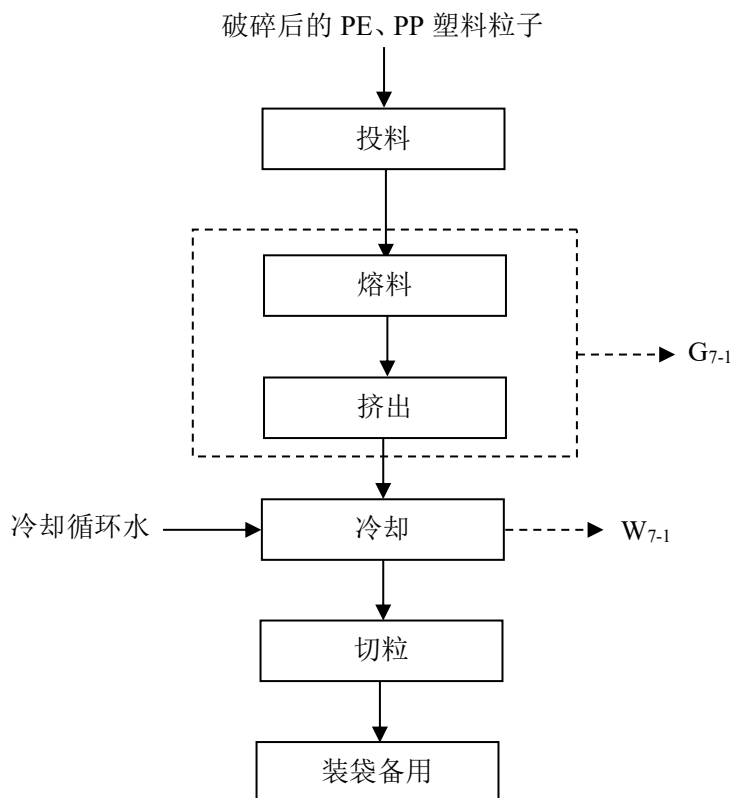 破碎后的 PE、PP 塑料粒子
投料
熔料
G7-1
挤出
冷却循环水
冷却
W7-1
切粒
装袋备用